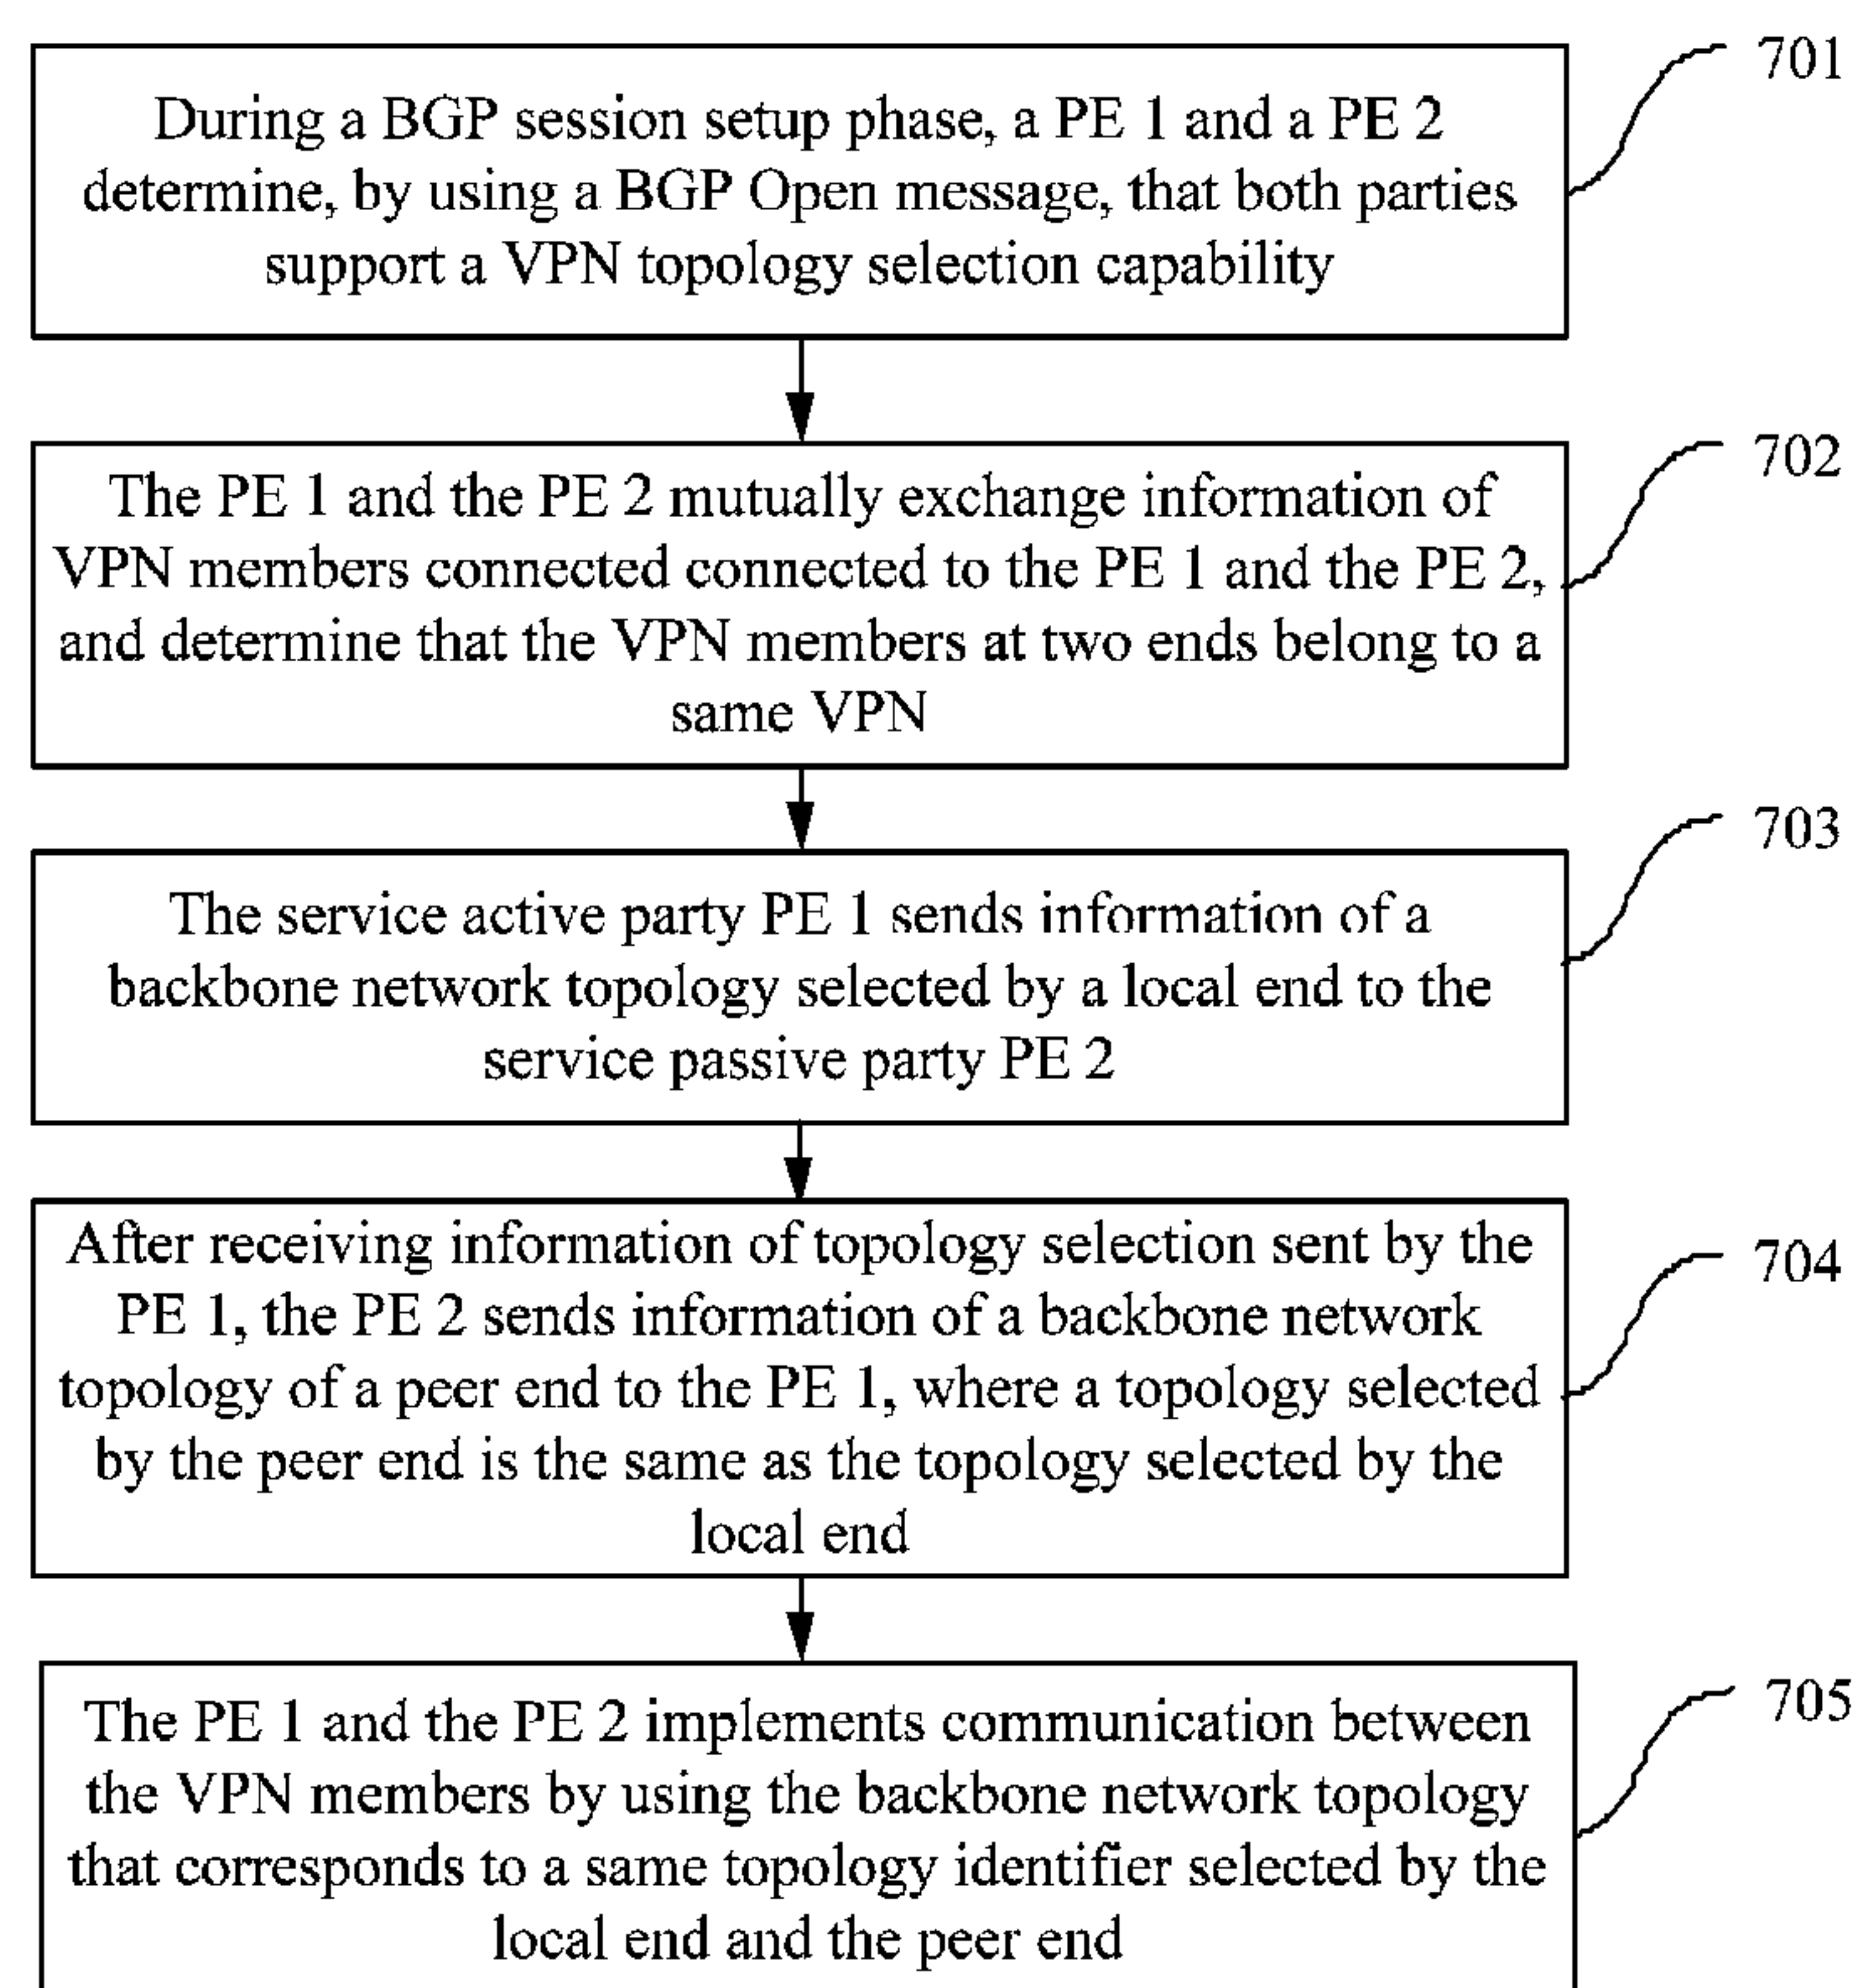 During a BGP session setup phase, a PE 1 and a PE 2
determine, by using a BGP Open message, that both parties
support a VPN topology selection capability
701
The PE 1 and the PE 2 mutually exchange information of
VPN members connected connected to the PE 1 and the PE 2,
and determine that the VPN members at two ends belong to a
same VPN
702
The service active party PE 1 sends information of a
backbone network topology selected by a local end to the
service passive party PE 2
703
After receiving information of topology selection sent by the
PE 1, the PE 2 sends information of a backbone network
topology of a peer end to the PE 1, where a topology selected
by the peer end is the same as the topology selected by the
local end
704
The PE 1 and the PE 2 implements communication between
the VPN members by using the backbone network topology
that corresponds to a same topology identifier selected by the
local end and the peer end
705